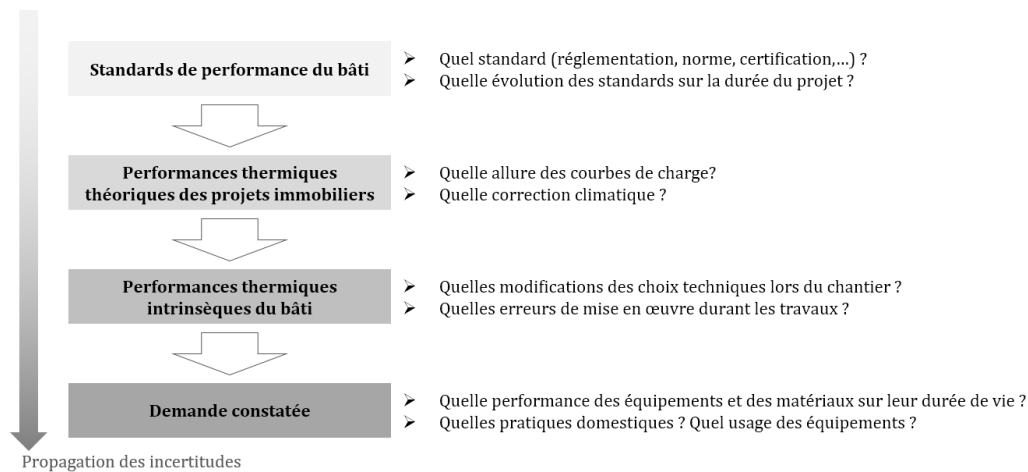 Standards de performance du bâti
➢ Quel standard (réglementation, norme, certification,…) ?
➢ Quelle évolution des standards sur la durée du projet ?
Performances thermiques
théoriques des projets immobiliers
➢ Quelle allure des courbes de charge?
➢ Quelle correction climatique ?
Performances thermiques
intrinsèques du bâti
➢ Quelles modifications des choix techniques lors du chantier ?
➢ Quelles erreurs de mise en œuvre durant les travaux ?
Demande constatée
➢ Quelle performance des équipements et des matériaux sur leur durée de vie ?
➢ Quelles pratiques domestiques ? Quel usage des équipements ?
Propagation des incertitudes